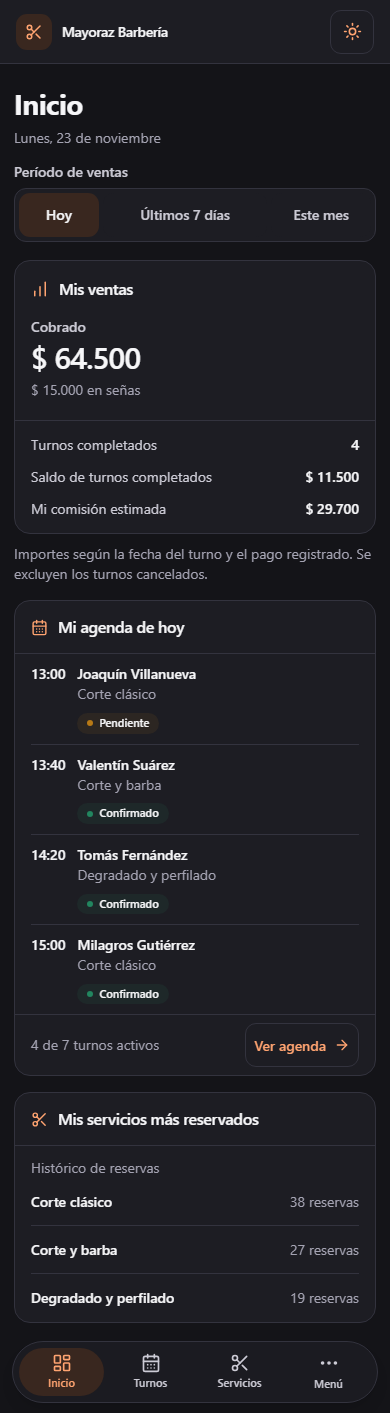 Mayoraz Barbería
Inicio
Lunes, 23 de noviembre
Período de ventas
Hoy
Últimos 7 días
Este mes
Mis ventas
Cobrado
$ 64.500
$ 15.000 en señas
Turnos completados 4
Saldo de turnos completados $ 11.500
Mi comisión estimada $ 29.700
Importes según la fecha del turno y el pago registrado. Se
excluyen los turnos cancelados.
Mi agenda de hoy
13:00 Joaquín Villanueva
Corte clásico
Pendiente
13:40 Valentín Suárez
Corte y barba
Confirmado
14:20 Tomás Fernández
Degradado y perfilado
Confirmado
15:00 Milagros Gutiérrez
Corte clásico
Confirmado
4 de 7 turnos activos
Ver agenda
Mis servicios más reservados
Histórico de reservas
Corte clásico 38 reservas
Corte y barba 27 reservas
Degradado y perfilado 19 reservas
Inicio
Turnos
Servicios
Menú